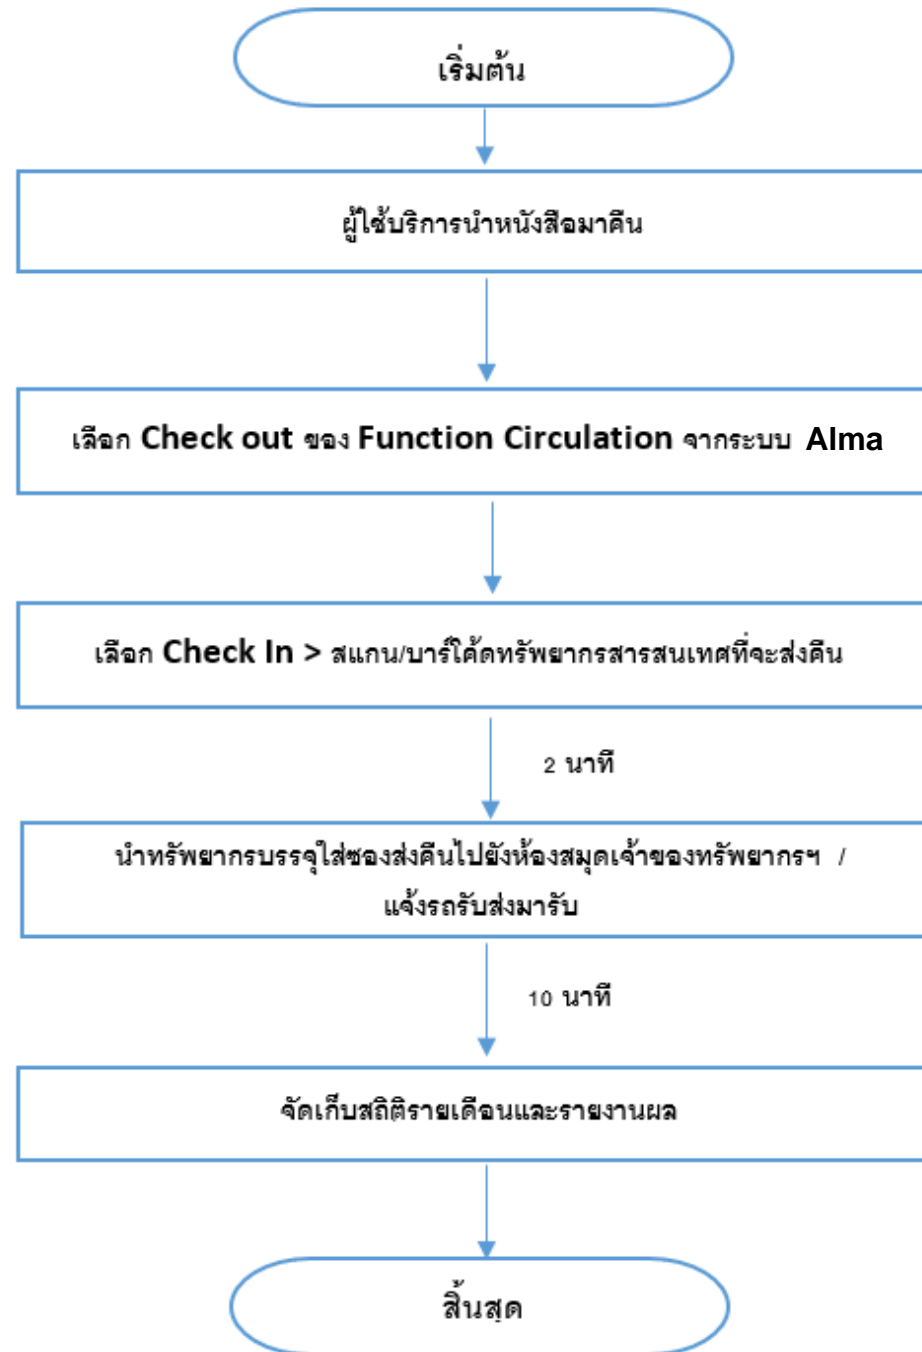 เริ่มต้น
ผู้ใช้บริการนำหนังสือมาคืน
เลือก Check out ของ Function Circulation จากระบบ Alma
เลือก Check In > สแกน/บาร์โค้ดทรัพยากรสารสนเทศที่จะส่งคืน
2 นาที
นำทรัพยากรบรรจุใส่ซองส่งคืนไปยังห้องสมุดเจ้าของทรัพยากรฯ /
แจ้งรถรับส่งมารับ
10 นาที
จัดเก็บสถิติรายเดือนและรายงานผล
สิ้นสุด